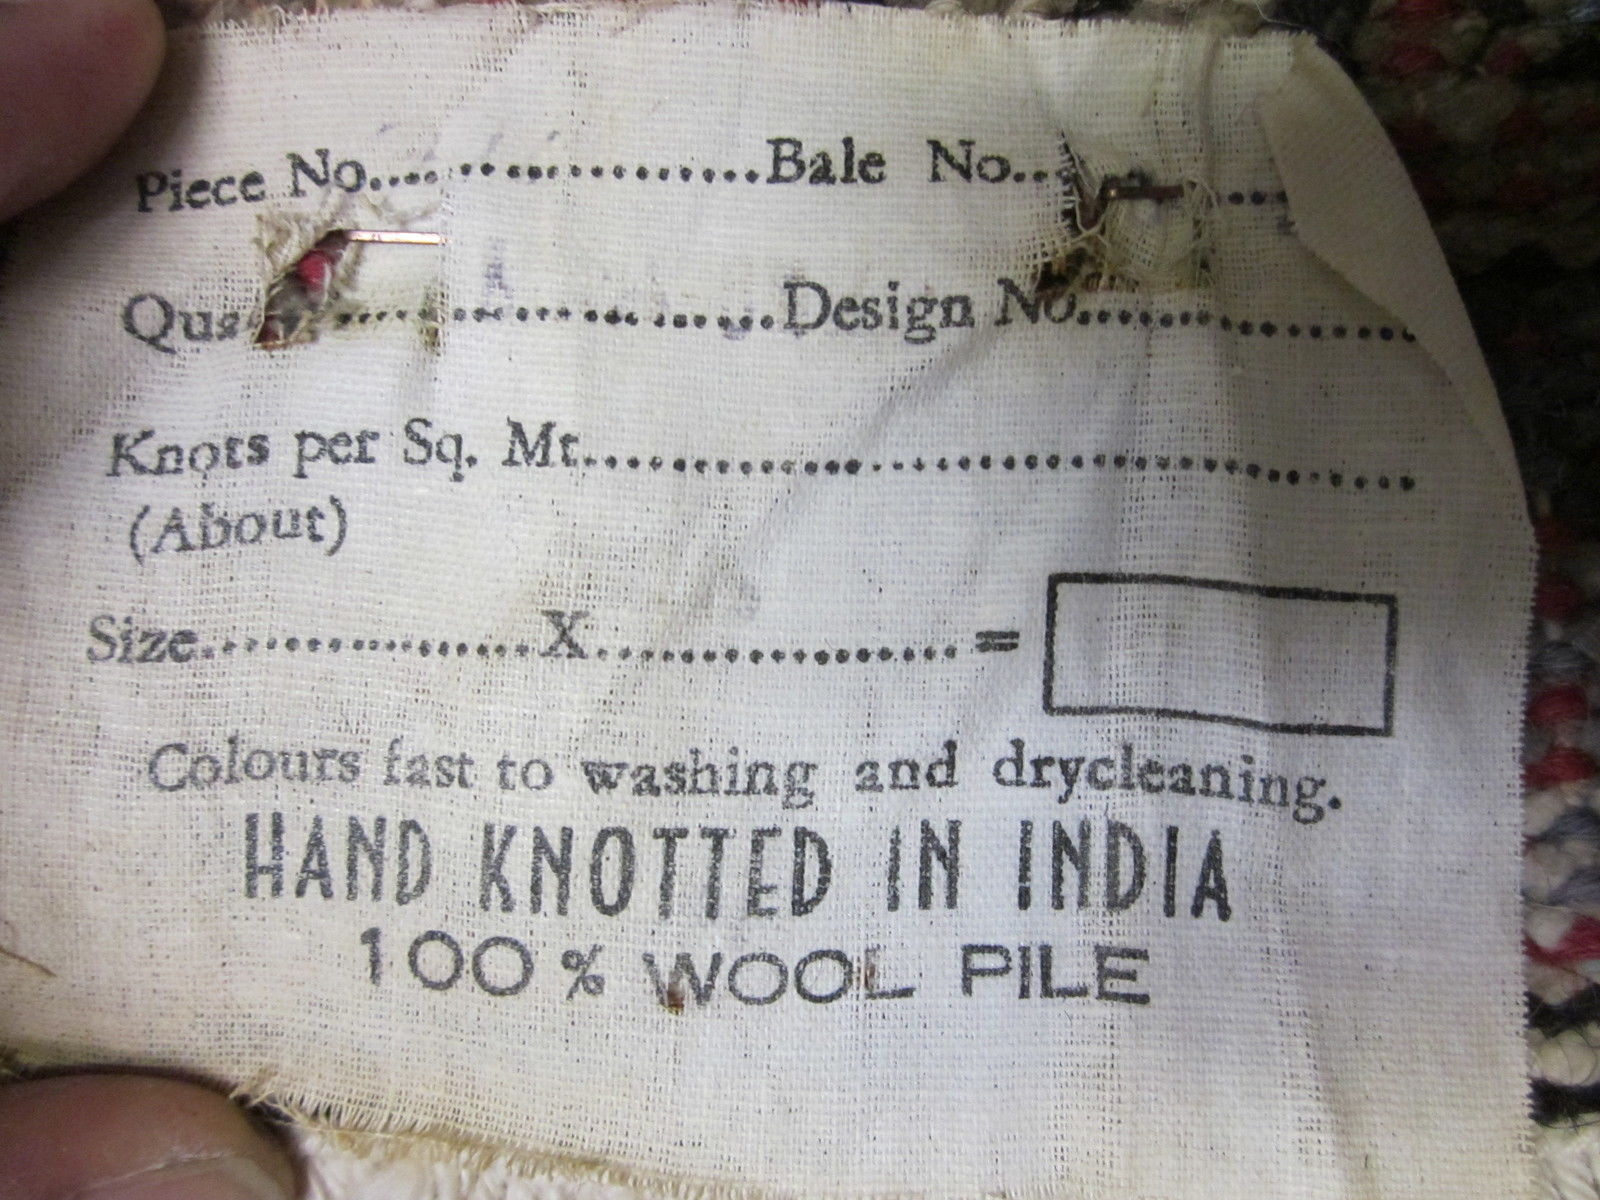 Piece No....................Bale No.........
....................Design No....................
Knots per Sq. Mt........................................
(About)
Size....................X....................=
Colours fast to washing and drycleaning.
HAND KNOTTED IN INDIA
100% WOOL PILE